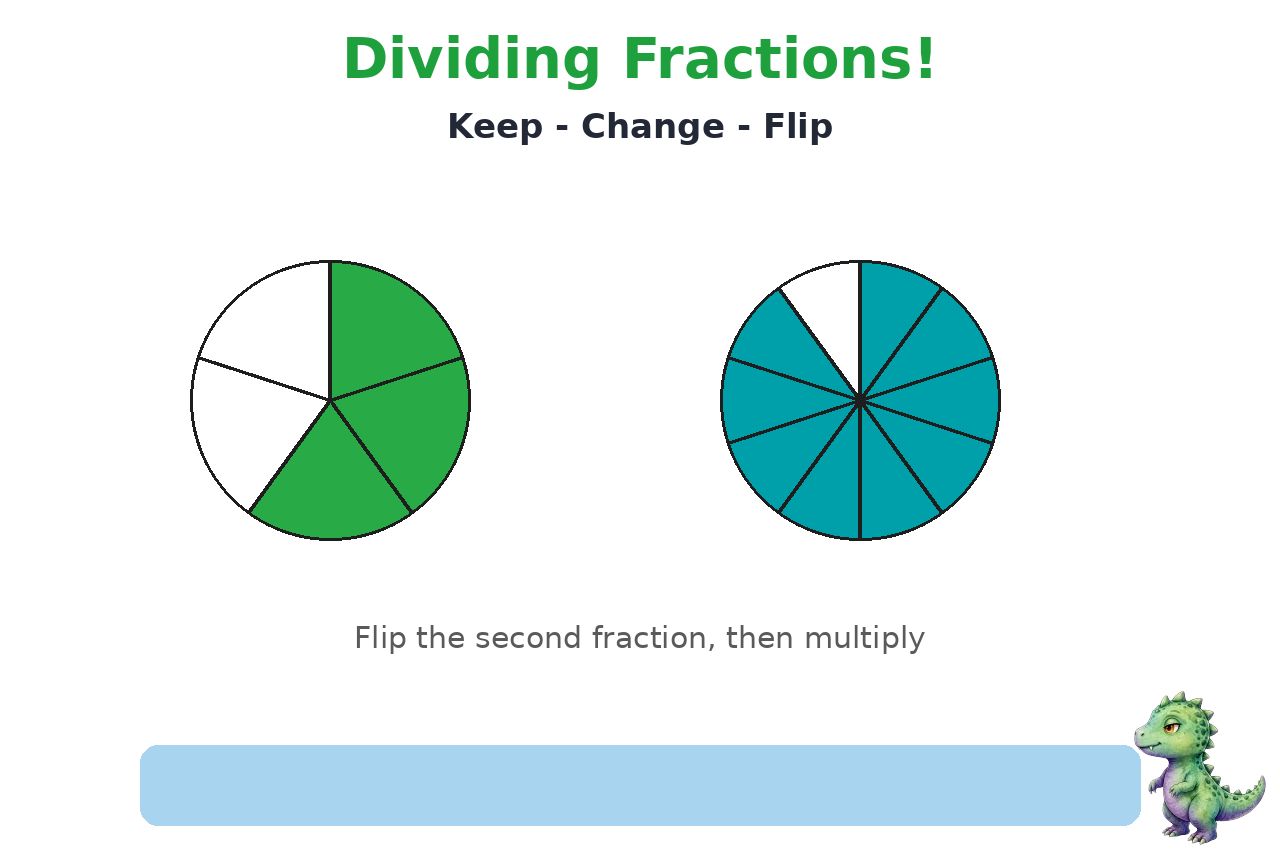 Dividing Fractions!
Keep - Change - Flip
Flip the second fraction, then multiply